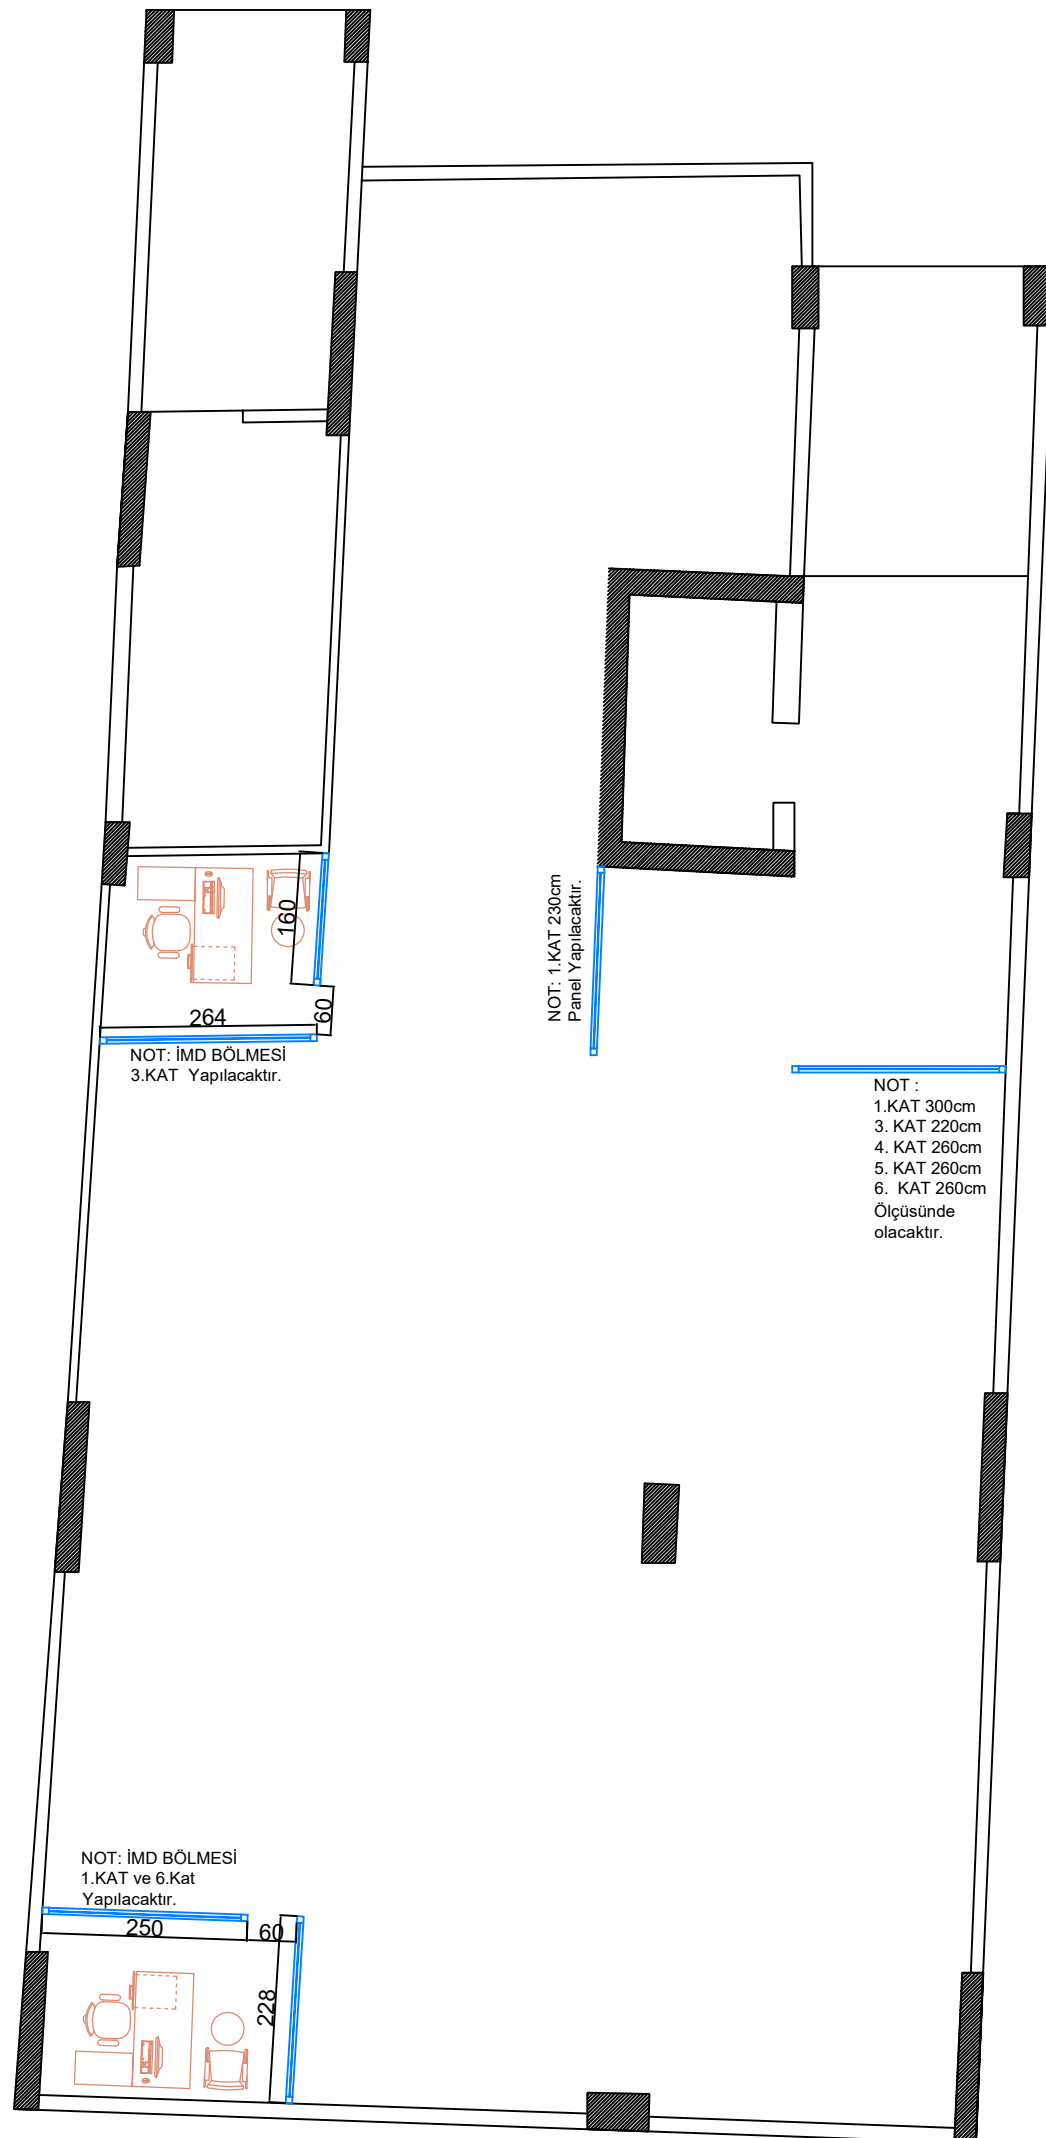 NOT: 1.KAT 230cm
Panel Yapılacaktır.
160
60
264
NOT: İMD BÖLMESİ
3.KAT  Yapılacaktır.
NOT :
1.KAT 300cm
3. KAT 220cm
4. KAT 260cm
5. KAT 260cm
6.  KAT 260cm
Ölçüsünde
olacaktır.
NOT: İMD BÖLMESİ
1.KAT ve 6.Kat
Yapılacaktır.
250
60
228